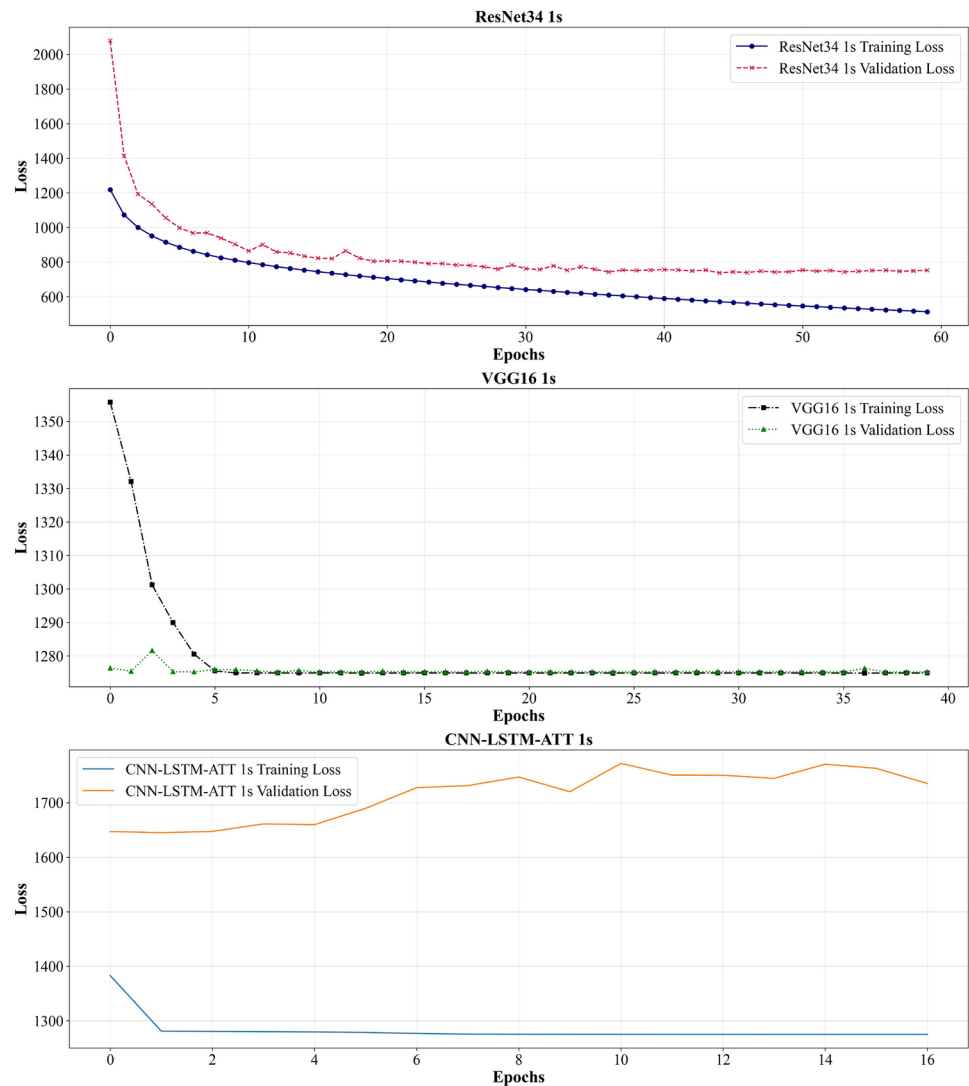 ResNet34 1s
2000
1800
1600
1400
1200
1000
800
600
Loss
ResNet34 1s Training Loss
ResNet34 1s Validation Loss
0 10 20 30 40 50 60
Epochs
VGG16 1s
1350
1340
1330
1320
1310
1300
1290
1280
Loss
VGG16 1s Training Loss
VGG16 1s Validation Loss
0 5 10 15 20 25 30 35 40
Epochs
CNN-LSTM-ATT 1s
1700
1600
1500
1400
1300
Loss
CNN-LSTM-ATT 1s Training Loss
CNN-LSTM-ATT 1s Validation Loss
0 2 4 6 8 10 12 14 16
Epochs